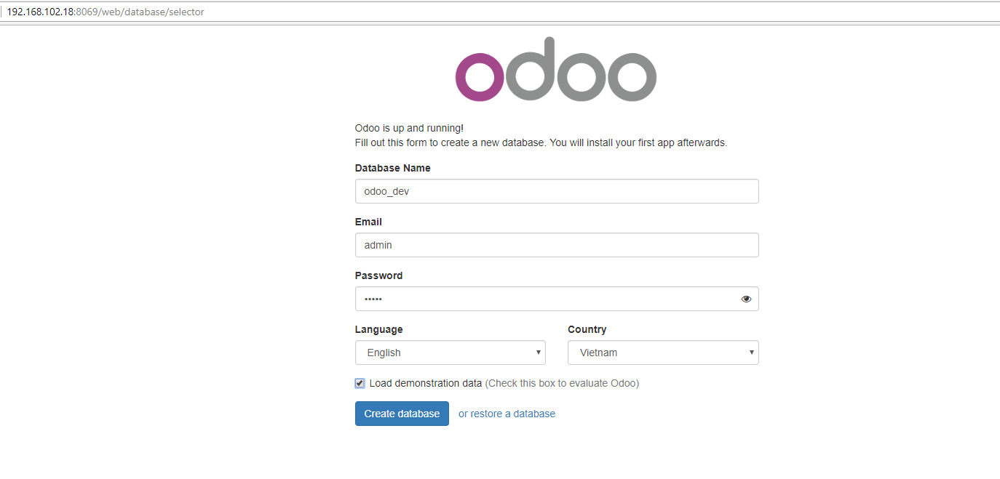 192.168.102.18:8069/web/database/selector
odoo
Odoo is up and running!
Fill out this form to create a new database. You will install your first app afterwards.
Database Name
odoo_dev
Email
admin
Password
•••••
Language Country
English Vietnam
Load demonstration data (Check this box to evaluate Odoo)
Create database or restore a database